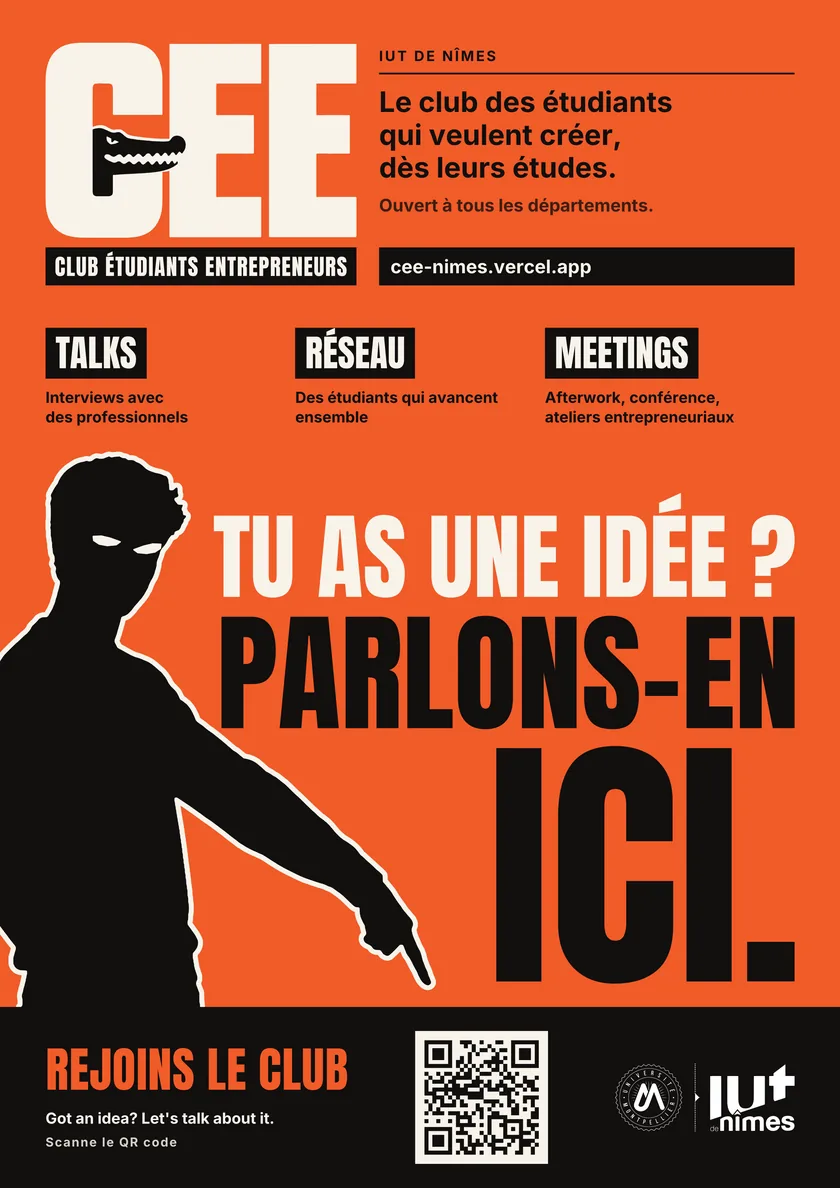 CEE
CLUB ÉTUDIANTS ENTREPRENEURS
IUT DE NÎMES
Le club des étudiants
qui veulent créer,
dès leurs études.
Ouvert à tous les départements.
cee-nimes.vercel.app
TALKS
Interviews avec
des professionnels
RÉSEAU
Des étudiants qui avancent
ensemble
MEETINGS
Afterwork, conférence,
ateliers entrepreneuriaux
TU AS UNE IDÉE ?
PARLONS-EN
ICI.
REJOINS LE CLUB
Got an idea? Let's talk about it.
Scanne le QR code
UNIVERSITÉ
MONTPELLIER
iut
de nîmes